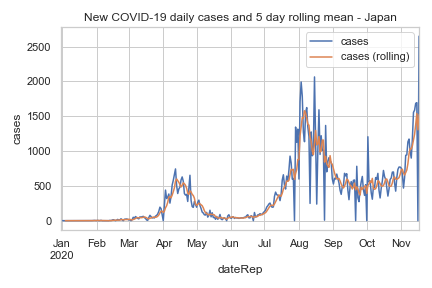 New COVID-19 daily cases and 5 day rolling mean - Japan
cases
cases (rolling)
2500
2000
1500
1000
500
0
cases
Jan Feb Mar Apr May Jun Jul Aug Sep Oct Nov
2020
dateRep